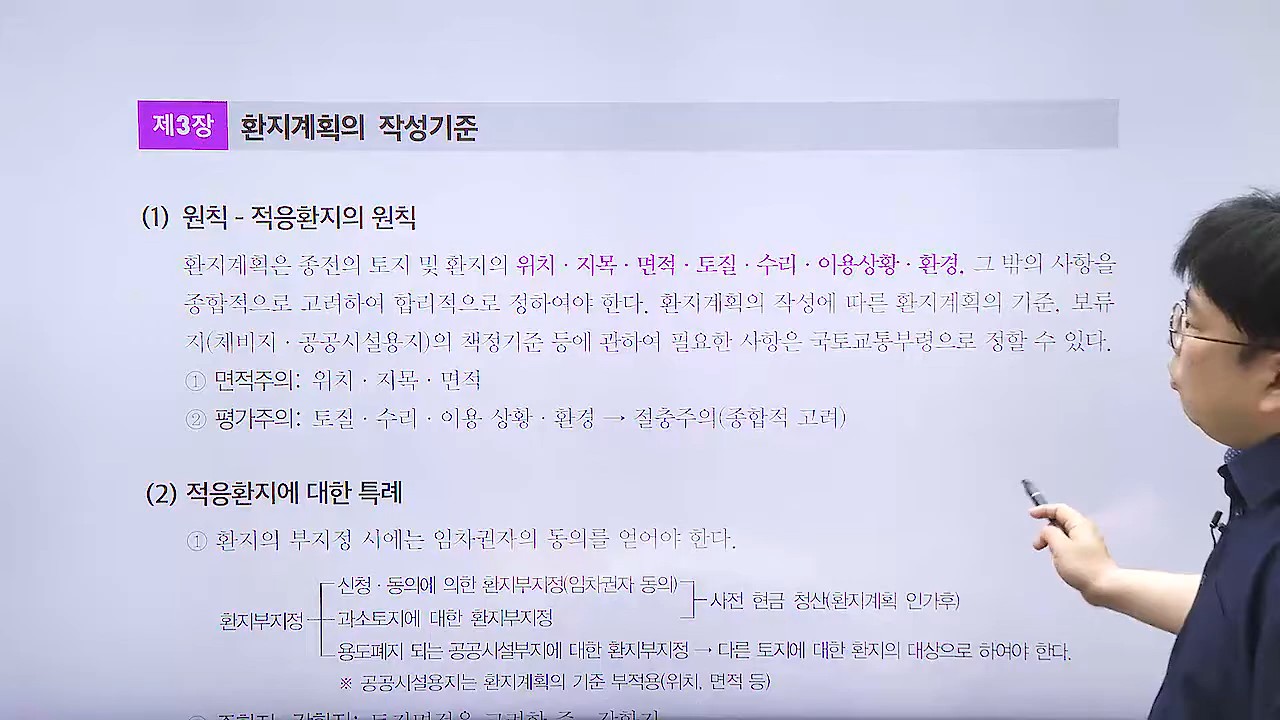 제3장 환지계획의 작성기준
(1) 원칙 - 적응환지의 원칙
환지계획은 종전의 토지 및 환지의 위치·지목·면적·토질·수리·이용상황·환경, 그 밖의 사항을
종합적으로 고려하여 합리적으로 정하여야 한다. 환지계획의 작성에 따른 환지계획의 기준, 보류
지(체비지·공공시설용지)의 책정기준 등에 관하여 필요한 사항은 국토교통부령으로 정할 수 있다.
① 면적주의: 위치·지목·면적
② 평가주의: 토질·수리·이용 상황·환경 → 절충주의(종합적 고려)
(2) 적응환지에 대한 특례
① 환지의 부지정 시에는 임차권자의 동의를 얻어야 한다.
신청·동의에 의한 환지부지정(임차권자 동의)
사전 현금 청산(환지계획 인가후)
환지부지정
과소토지에 대한 환지부지정
용도폐지 되는 공공시설부지에 대한 환지부지정 → 다른 토지에 대한 환지의 대상으로 하여야 한다.
※ 공공시설용지는 환지계획의 기준 부적용(위치, 면적 등)